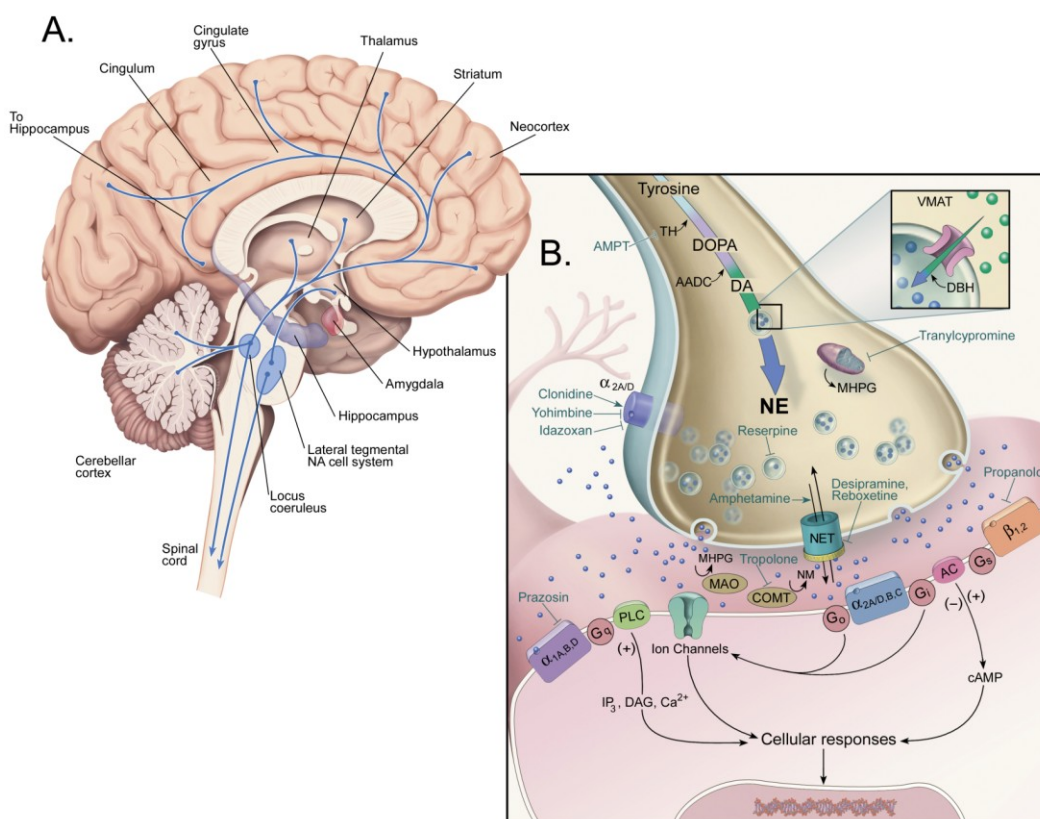 A.
Cingulate
gyrus
Thalamus
Cingulum
Striatum
To
Hippocampus
Neocortex
Hypothalamus
Amygdala
Hippocampus
Lateral tegmental
NA cell system
Locus
coeruleus
Cerebellar
cortex
Spinal
cord
B.
Tyrosine
AMPT
TH
DOPA
AADC
DA
VMAT
DBH
Tranylcypromine
MHPG
NE
α2A/D
Clonidine
Yohimbine
Idazoxan
Reserpine
Amphetamine
Desipramine,
Reboxetine
Propanolol
NET
β1,2
MHPG
MAO
Tropolone
NM
COMT
Prazosin
α1A,B,D
Gq
PLC
(+)
Ion Channels
Go
α2A/D,B,C
Gi
AC
Gs
(–) (+)
IP3, DAG, Ca2+
cAMP
Cellular responses